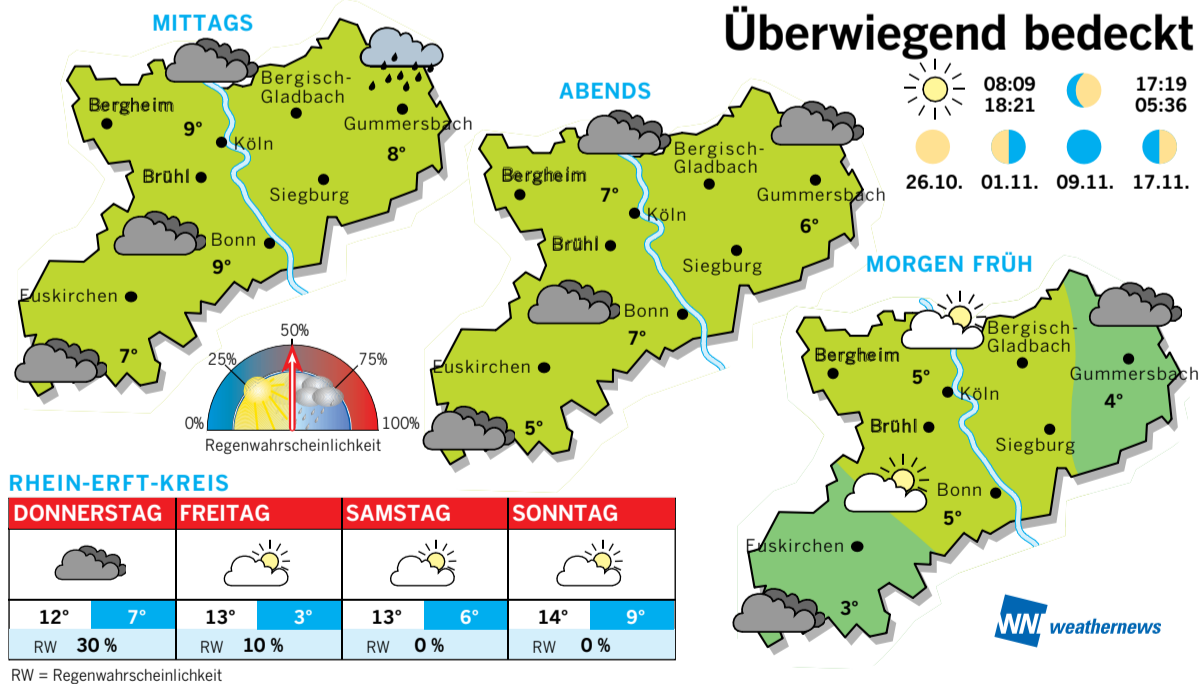 Überwiegend bedeckt
08:09
18:21
17:19
05:36
26.10.
01.11.
09.11.
17.11.
MITTAGS
Bergheim
9°
Köln
Bergisch-
Gladbach
Gummersbach
8°
Brühl
Siegburg
Bonn
9°
Euskirchen
7°
ABENDS
Bergheim
7°
Köln
Bergisch-
Gladbach
Gummersbach
6°
Brühl
Siegburg
Bonn
7°
Euskirchen
5°
MORGEN FRÜH
Bergheim
5°
Köln
Bergisch-
Gladbach
Gummersbach
4°
Brühl
Siegburg
Bonn
5°
Euskirchen
3°
0%
25%
50%
75%
100%
Regenwahrscheinlichkeit
RHEIN-ERFT-KREIS
DONNERSTAG FREITAG SAMSTAG SONNTAG
12° 7° 13° 3° 13° 6° 14° 9°
RW 30 % RW 10 % RW 0 % RW 0 %
RW = Regenwahrscheinlichkeit
WN weathernews